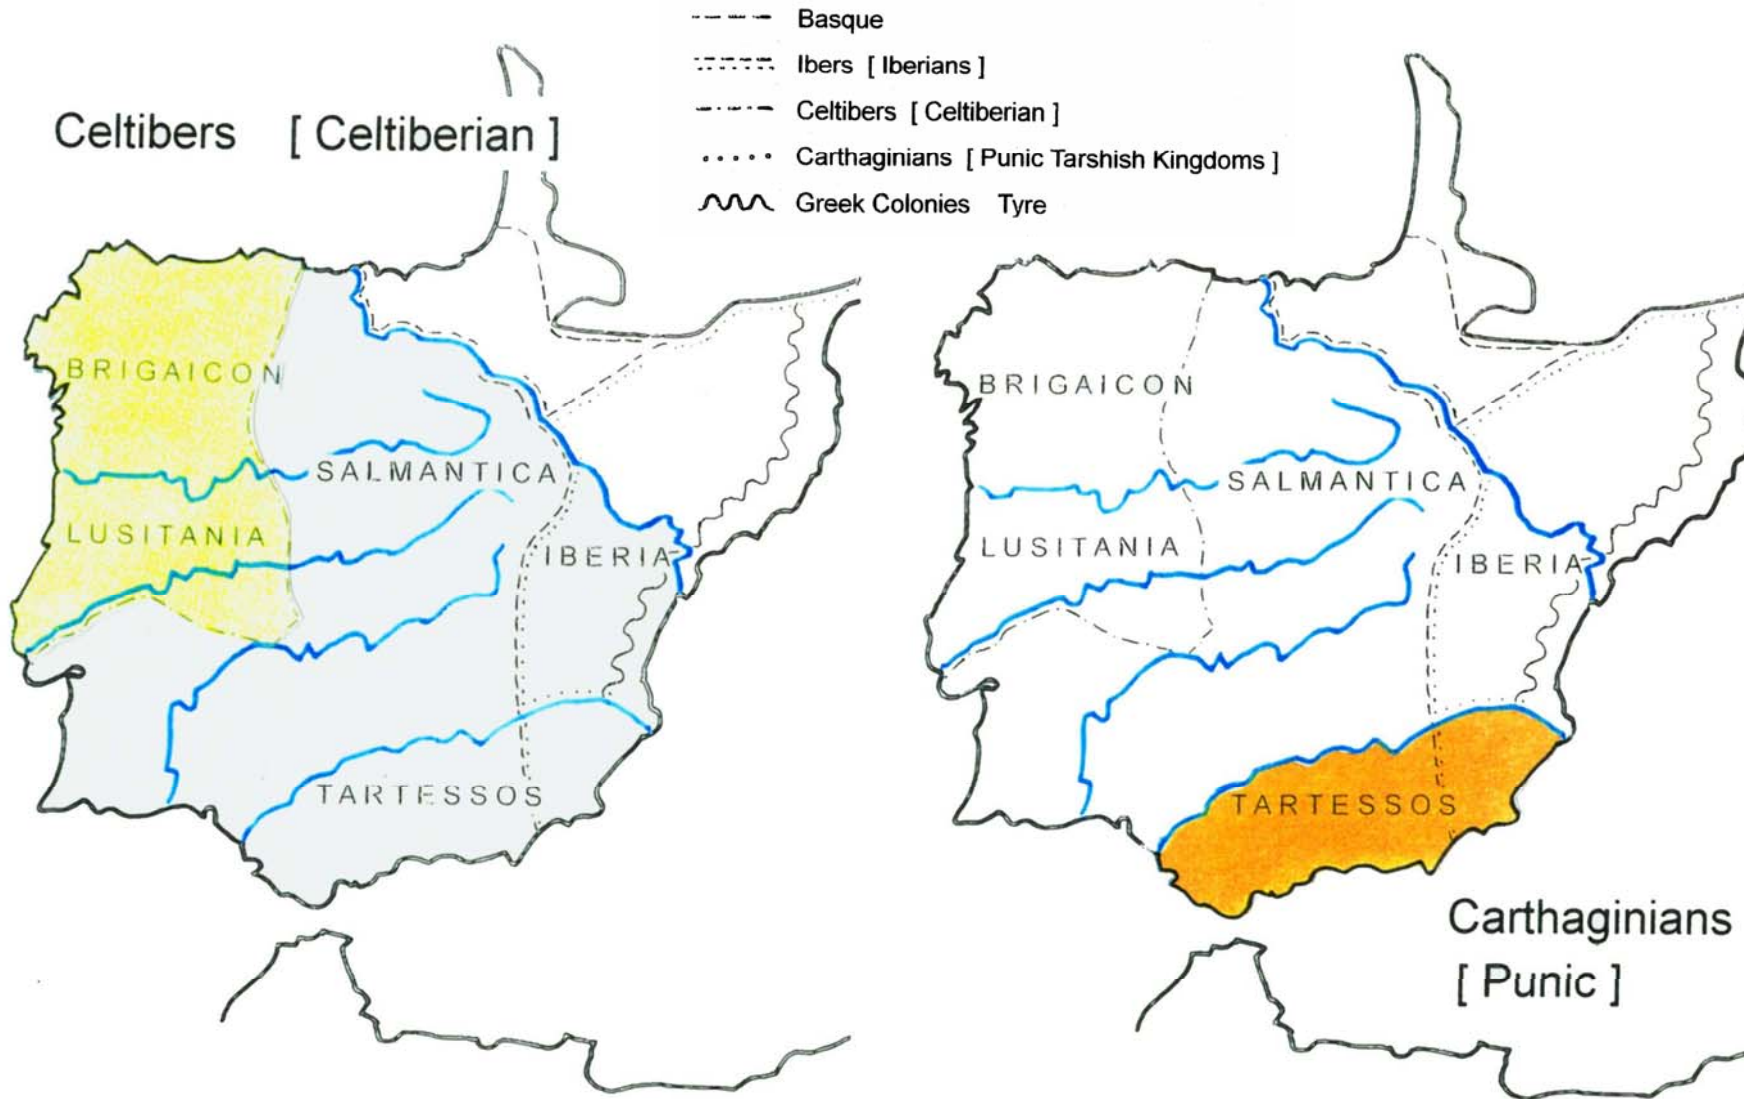 Basque
Ibers [ Iberians ]
Celtibers [ Celtiberian ]
Carthaginians [ Punic Tarshish Kingdoms ]
Greek Colonies Tyre
Celtibers [ Celtiberian ]
BRIGAICON
SALMANTICA
LUSITANIA
IBERIA
TARTESSOS
BRIGAICON
SALMANTICA
LUSITANIA
IBERIA
TARTESSOS
Carthaginians
[ Punic ]